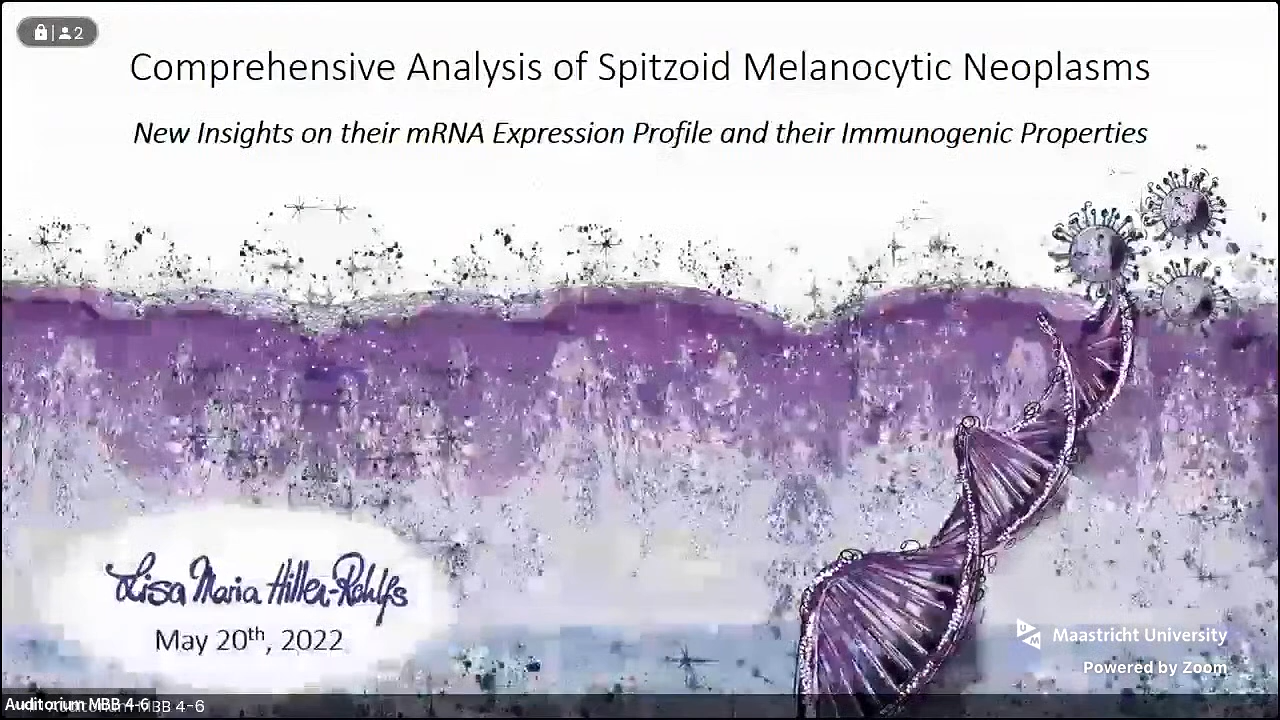 2
Comprehensive Analysis of Spitzoid Melanocytic Neoplasms
New Insights on their mRNA Expression Profile and their Immunogenic Properties
Lisa Maria Hillen-Rohlfs
May 20th, 2022
Maastricht University
Powered by Zoom
Auditorium MBB 4-6